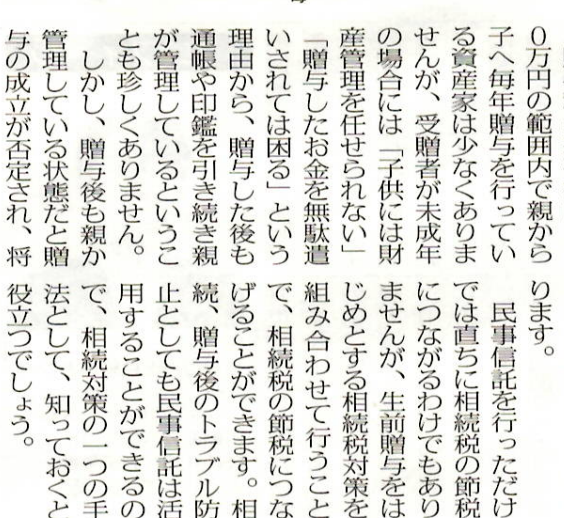 0万円の範囲内で親から
子へ毎年贈与を行ってい
る資産家は少なくありま
せんが、受贈者が未成年
の場合には「子供には財
産管理を任せられない」
「贈与したお金を無駄遣
いされては困る」という
理由から、贈与した後も
通帳や印鑑を引き続き親
が管理しているというこ
とも珍しくありません。
しかし、贈与後も親か
管理している状態だと贈
与の成立が否定され、将
ります。
民事信託を行っただけ
では直ちに相続税の節税
につながるわけでもあり
ませんが、生前贈与をは
じめとする相続税対策を
組み合わせて行うこと
で、相続税の節税につな
げることができます。相
続、贈与後のトラブル防
止としても民事信託は活
用することができるの
で、相続対策の一つの手
法として、知っておくと
役立つでしょう。